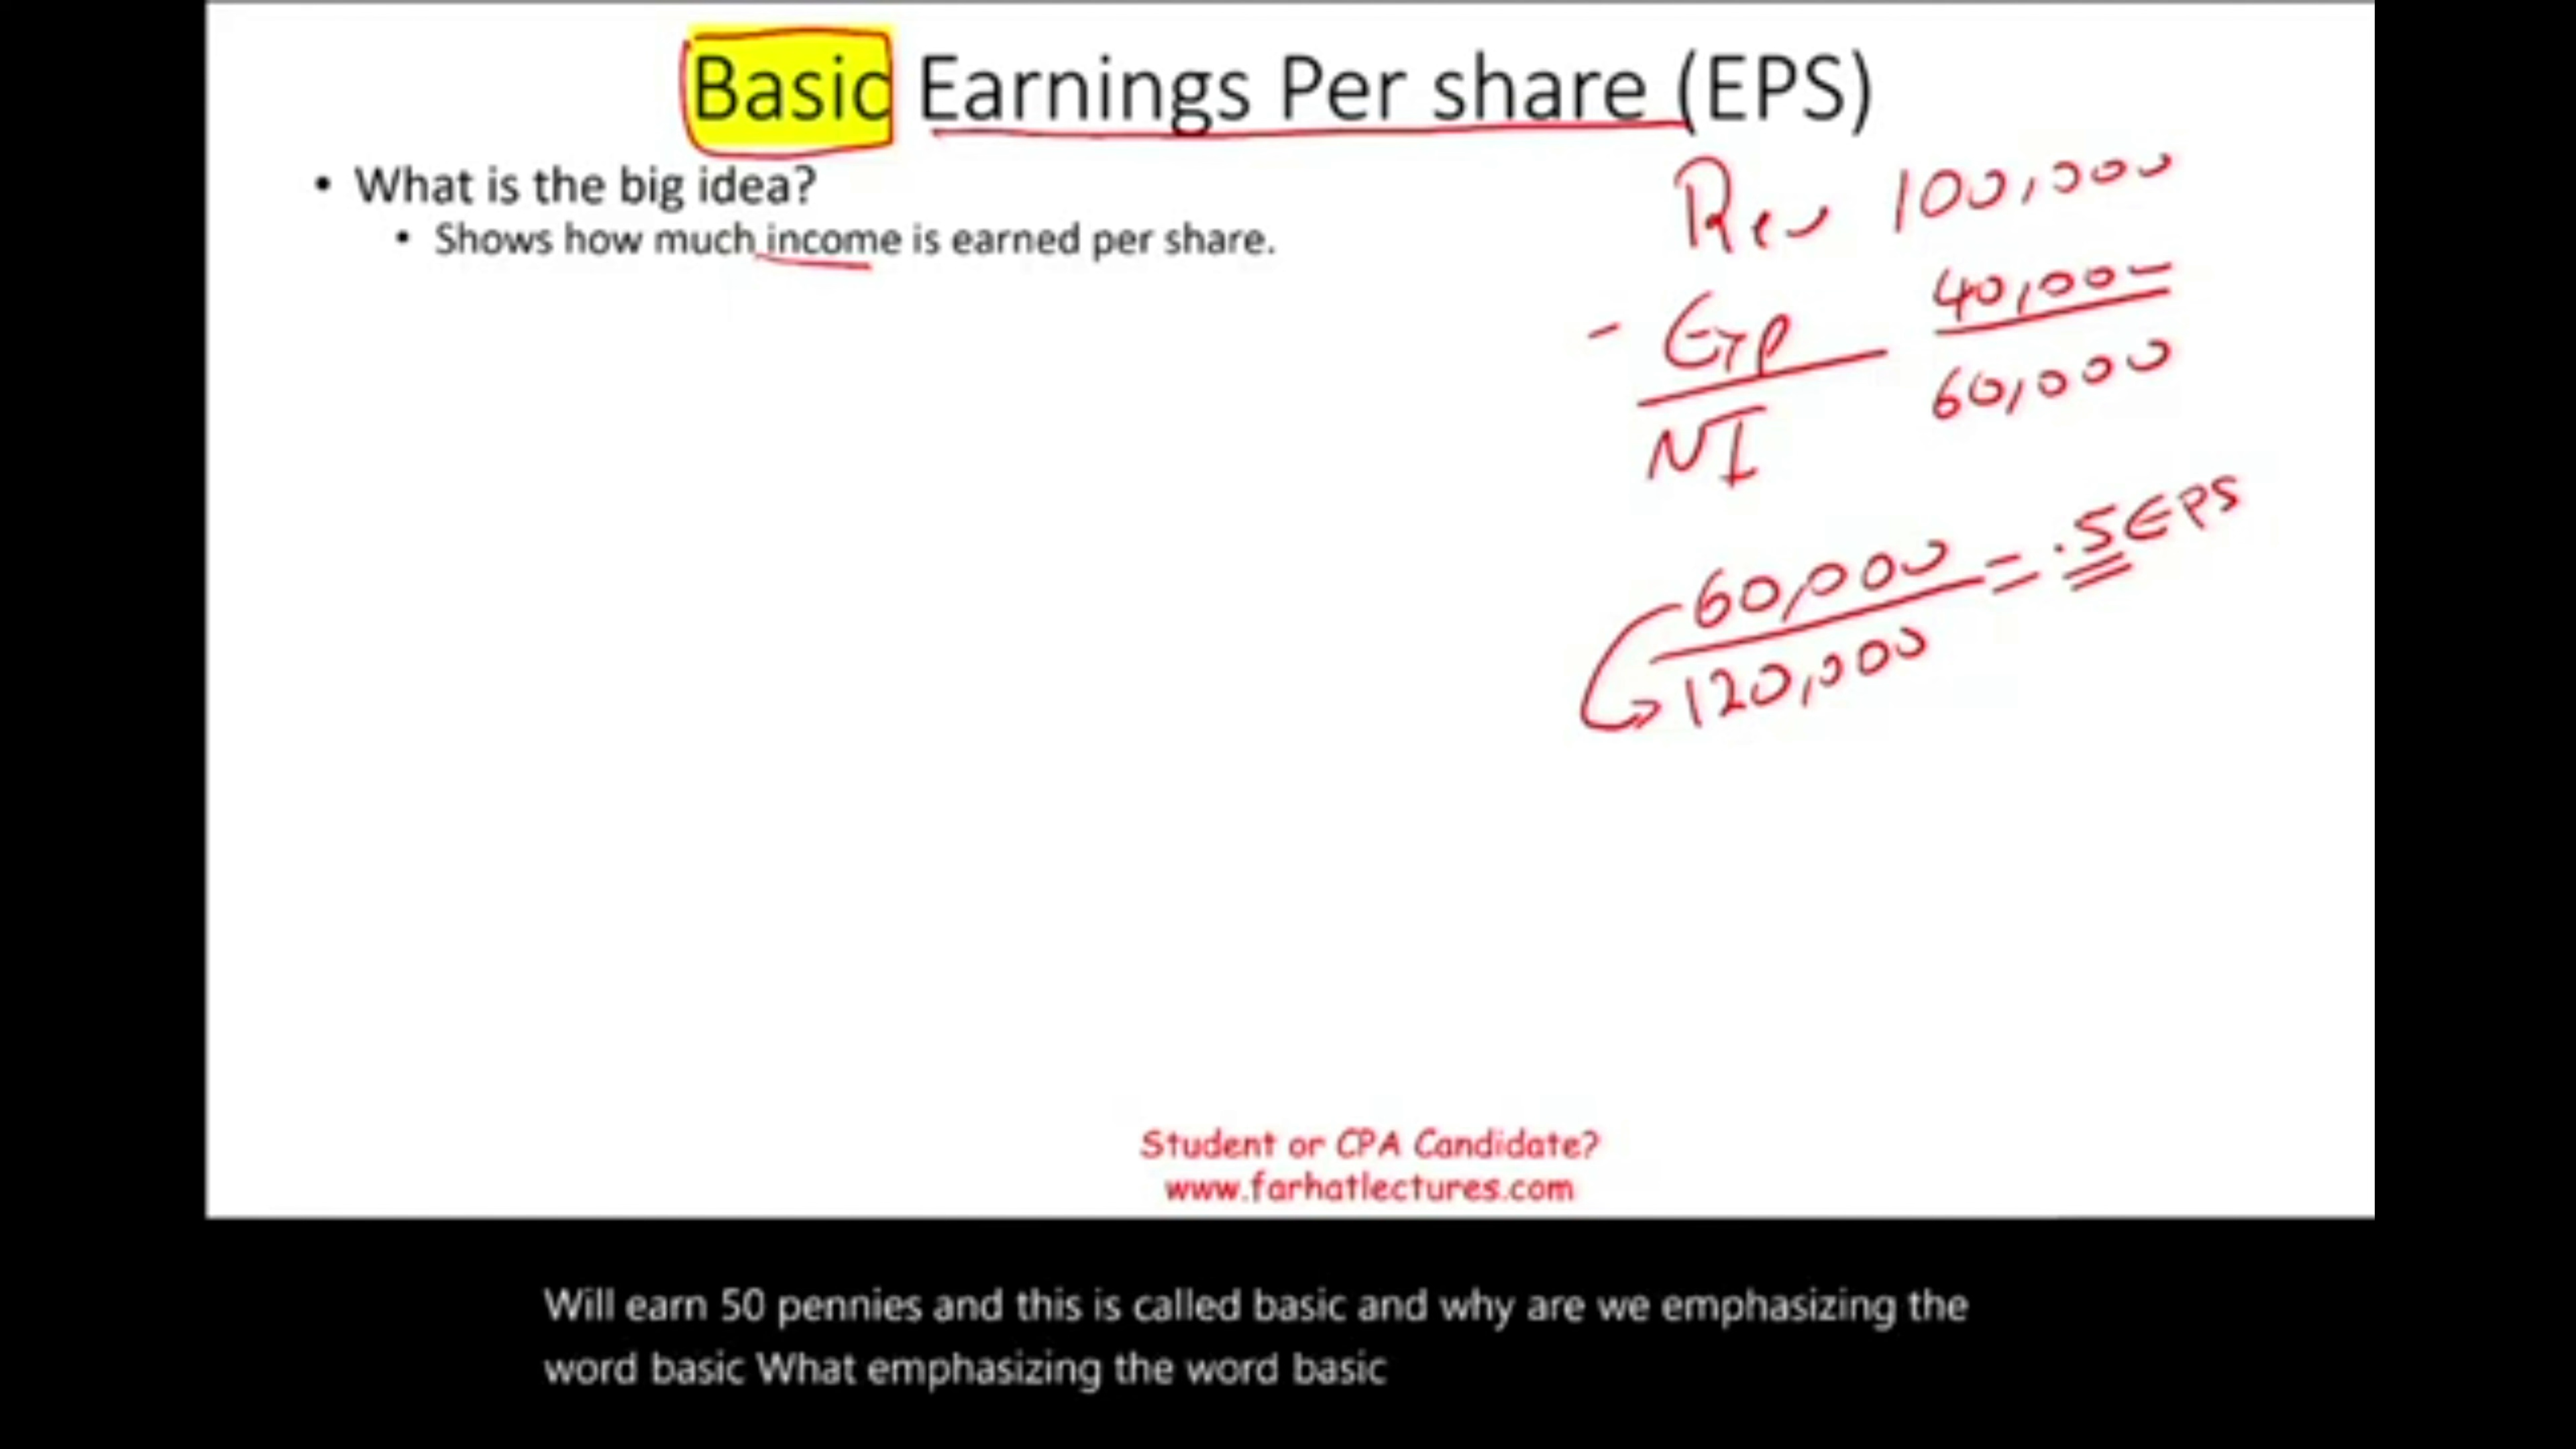 Basic Earnings Per share (EPS)
• What is the big idea?
• Shows how much income is earned per share.
Rev 100,000
- Exp 40,000
NI 60,000
60,000 = .5 EPS
120,000
Student or CPA Candidate?
www.farhatlectures.com
Will earn 50 pennies and this is called basic and why are we emphasizing the
word basic What emphasizing the word basic